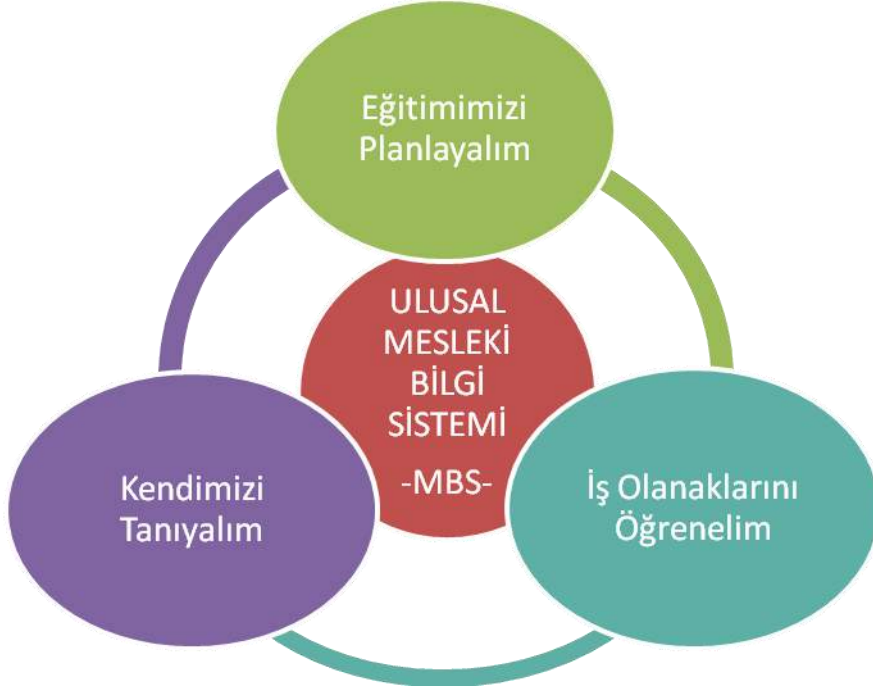 Eğitimimizi
Planlayalım
ULUSAL
MESLEKİ
BİLGİ
SİSTEMİ
-MBS-
Kendimizi
Tanıyalım
İş Olanaklarını
Öğrenelim